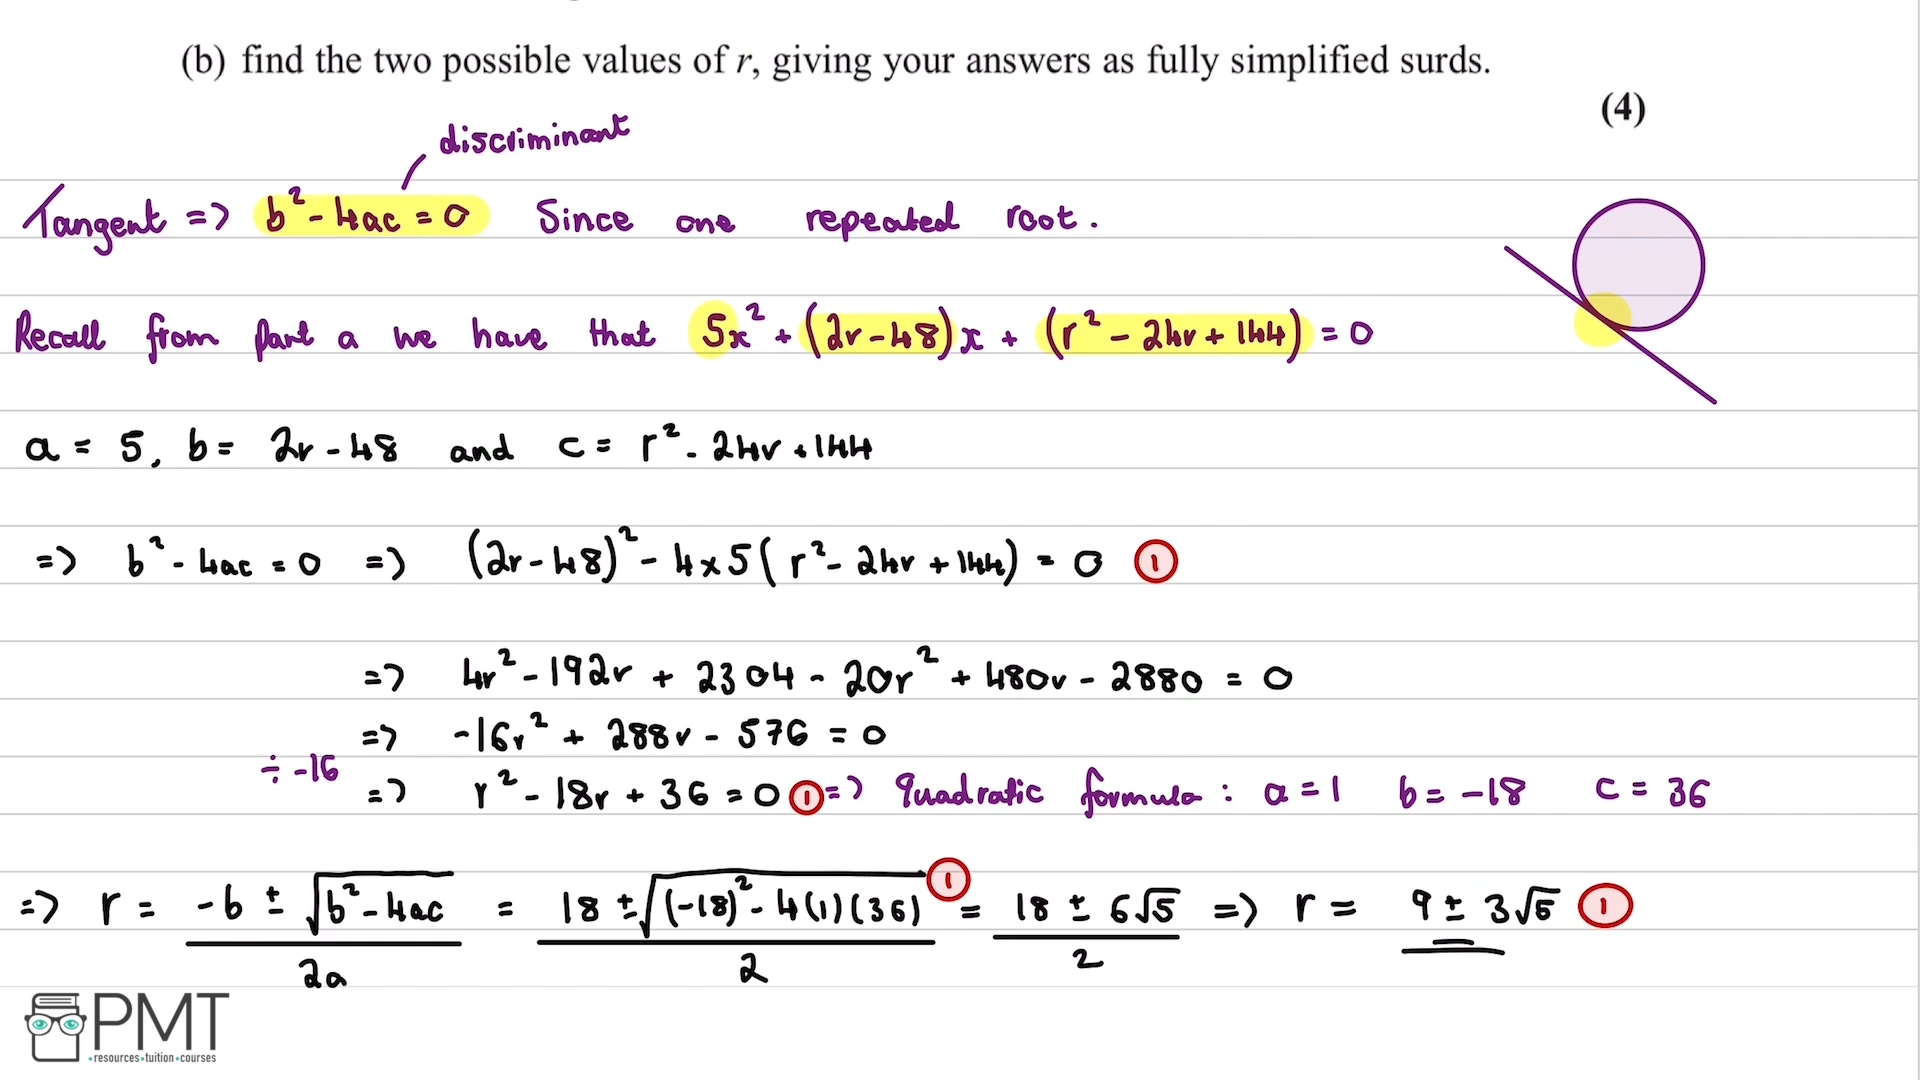 (b) find the two possible values of r, giving your answers as fully simplified surds.
(4)
discriminant
Tangent => b² - 4ac = 0 Since one repeated root.
Recall from part a we have that 5x² + (2r - 48)x + (r² - 24r + 144) = 0
a = 5, b = 2r - 48 and c = r² - 24r + 144
=> b² - 4ac = 0 => (2r - 48)² - 4×5(r² - 24r + 144) = 0 ①
=> 4r² - 192r + 2304 - 20r² + 480r - 2880 = 0
=> -16r² + 288r - 576 = 0
÷ -16 => r² - 18r + 36 = 0 ① => Quadratic formula : a = 1 b = -18 c = 36
=> r = (-b ± √(b² - 4ac))/2a = (18 ± √((-18)² - 4(1)(36)))/2 ① = (18 ± 6√5)/2 => r = 9 ± 3√5 ①
PMT
•resources•tuition•courses